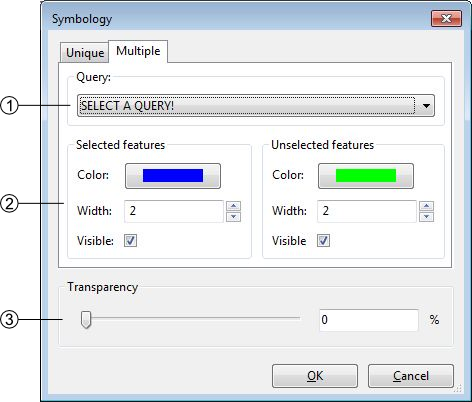 Symbology
Unique Multiple
Query:
1 SELECT A QUERY!
Selected features Unselected features
Color: Color:
2 Width: 2 Width: 2
Visible: Visible
Transparency
3 0 %
OK Cancel